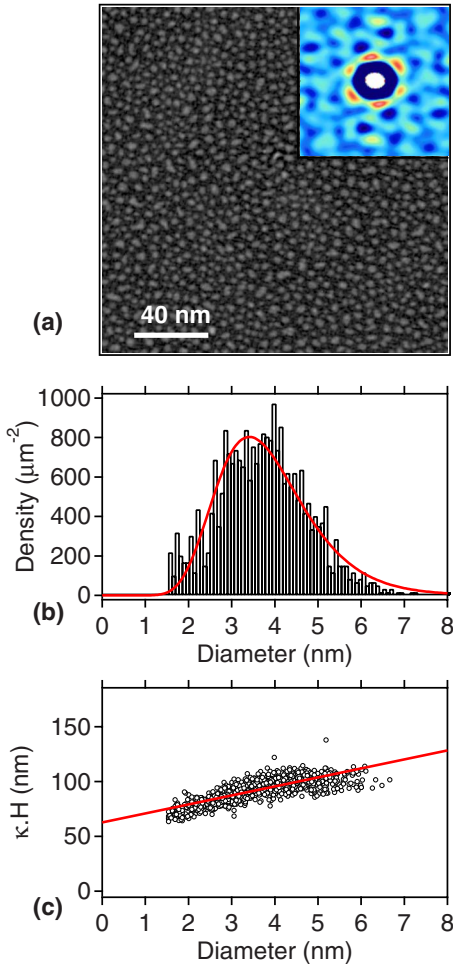 (a)
40 nm
(b)
Density (µm⁻²)
1000
800
600
400
200
0
0 1 2 3 4 5 6 7 8
Diameter (nm)
(c)
κ.H (nm)
150
100
50
0
0 1 2 3 4 5 6 7 8
Diameter (nm)